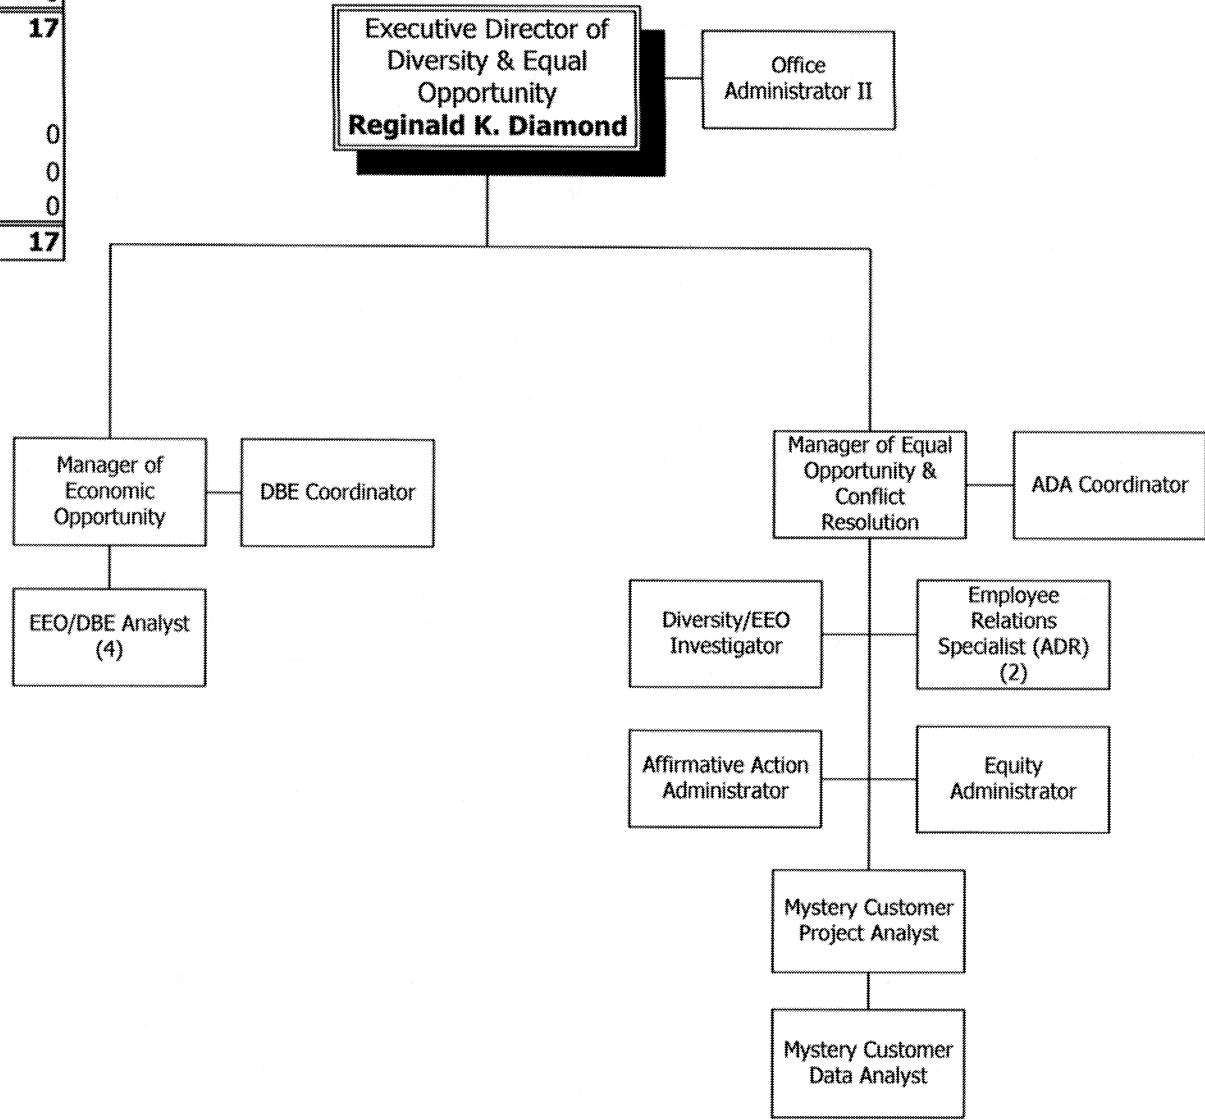 17
0
0
0
17
Executive Director of
Diversity & Equal
Opportunity
Reginald K. Diamond
Office
Administrator II
Manager of
Economic
Opportunity
DBE Coordinator
Manager of Equal
Opportunity &
Conflict
Resolution
ADA Coordinator
EEO/DBE Analyst
(4)
Diversity/EEO
Investigator
Employee
Relations
Specialist (ADR)
(2)
Affirmative Action
Administrator
Equity
Administrator
Mystery Customer
Project Analyst
Mystery Customer
Data Analyst